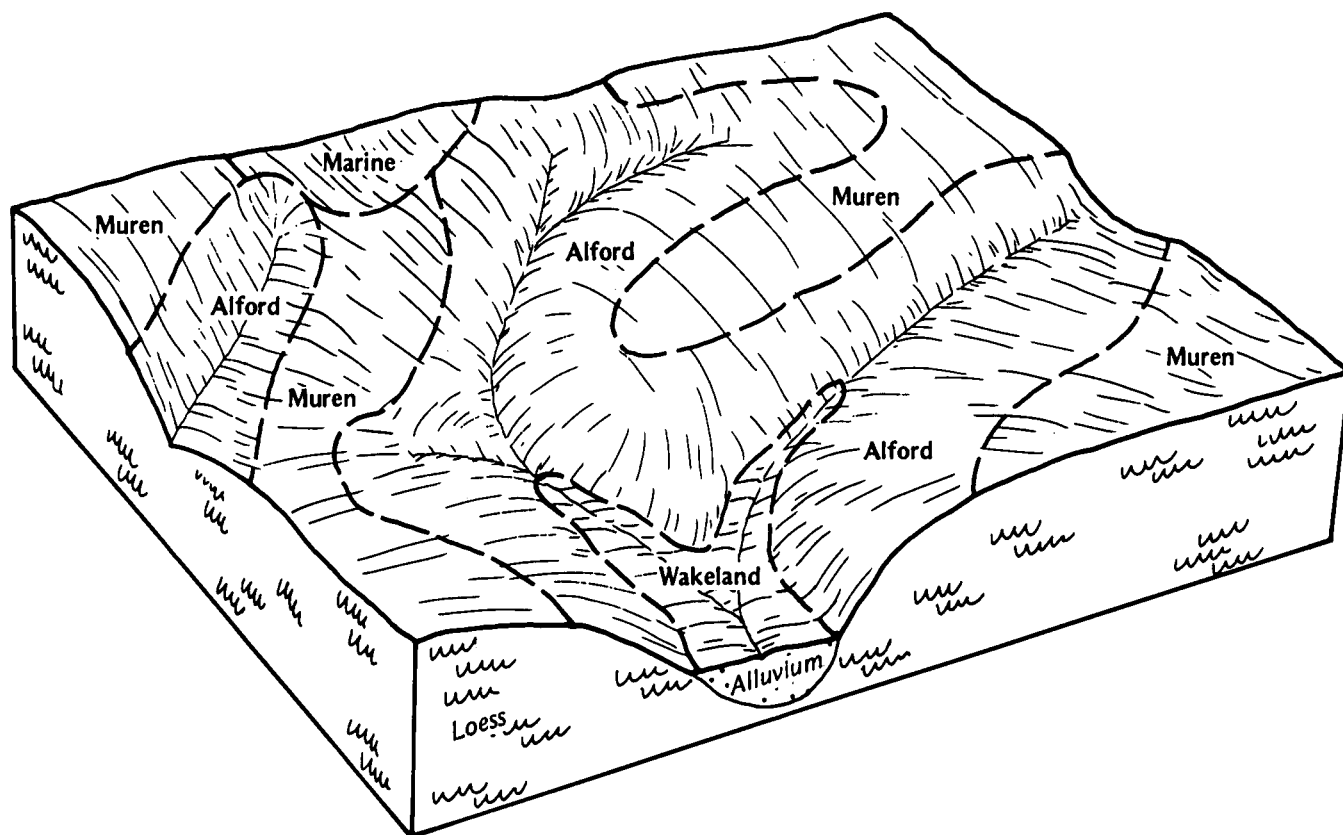 Marine
Muren
Muren
Alford
Alford
Muren
Muren
Alford
Wakeland
Alluvium
Loess